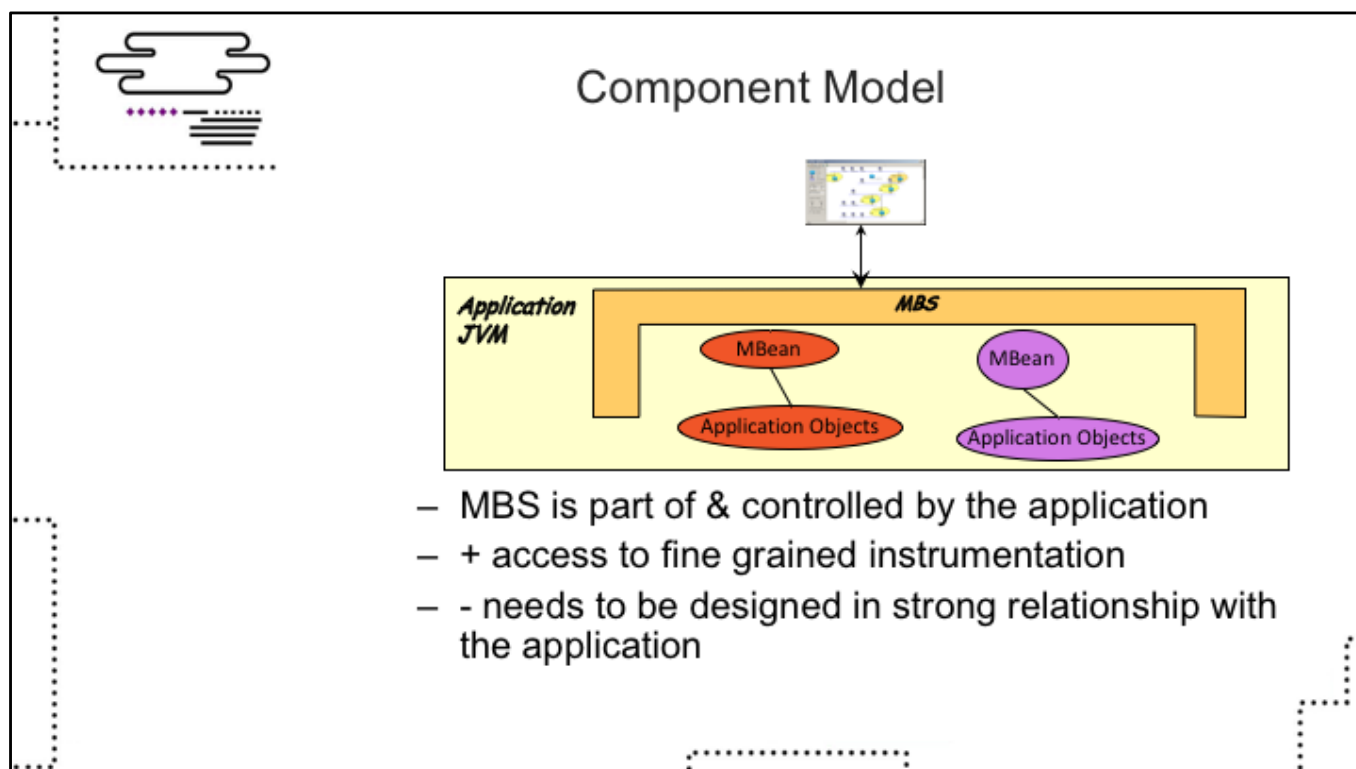 Component Model
Application
JVM
MBS
MBean
MBean
Application Objects
Application Objects
– MBS is part of & controlled by the application
– + access to fine grained instrumentation
– - needs to be designed in strong relationship with
the application